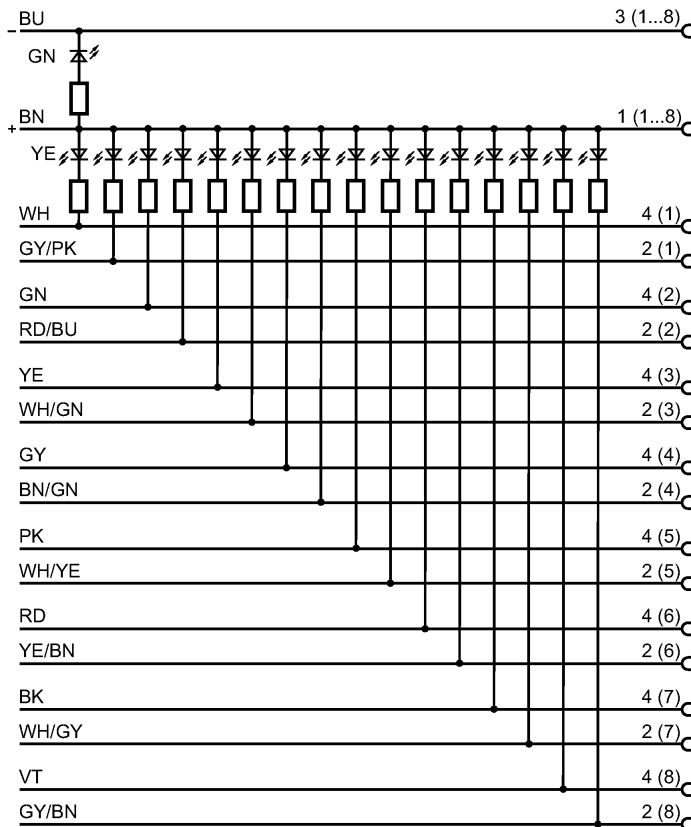 BU 3 (1...8)
−
GN
BN 1 (1...8)
+
YE
WH 4 (1)
GY/PK 2 (1)
GN 4 (2)
RD/BU 2 (2)
YE 4 (3)
WH/GN 2 (3)
GY 4 (4)
BN/GN 2 (4)
PK 4 (5)
WH/YE 2 (5)
RD 4 (6)
YE/BN 2 (6)
BK 4 (7)
WH/GY 2 (7)
VT 4 (8)
GY/BN 2 (8)